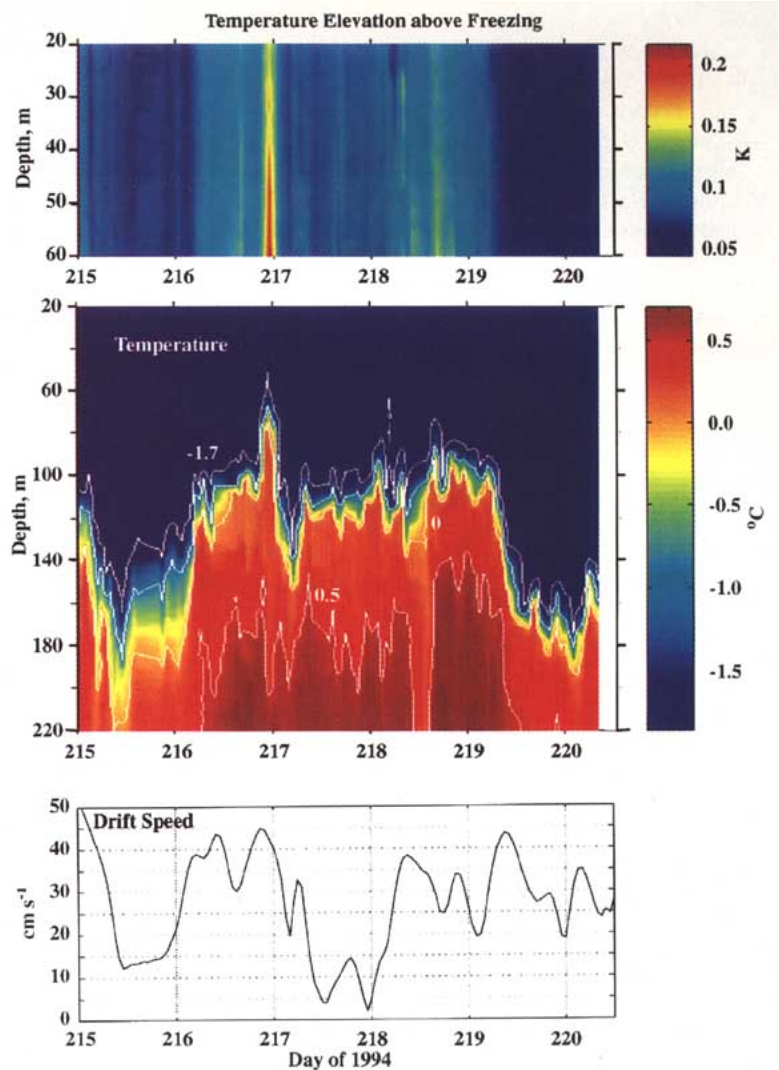 Temperature Elevation above Freezing
20
30
40
50
60
Depth, m
215 216 217 218 219 220
0.2
0.15
0.1
0.05
K
20
60
100
140
180
220
Depth, m
Temperature
-1.7
0
0.5
215 216 217 218 219 220
0.5
0.0
-0.5
-1.0
-1.5
°C
50
40
30
20
10
0
cm s⁻¹
Drift Speed
215 216 217 218 219 220
Day of 1994